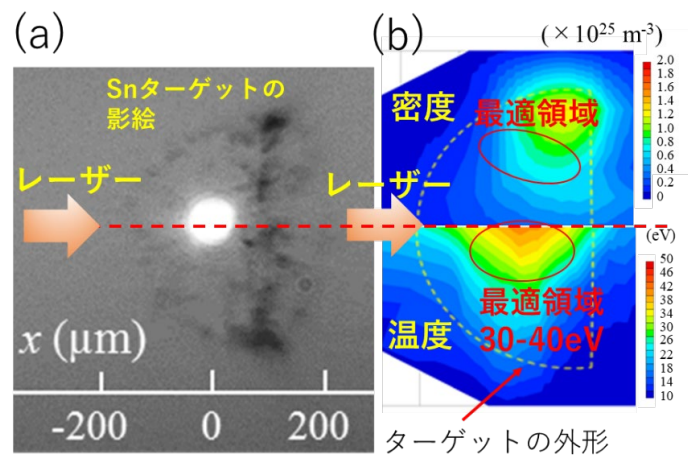 (a)
Snターゲットの
影絵
レーザー
x (μm)
-200 0 200
(b)
(×10²⁵ m⁻³)
密度
最適領域
レーザー
2.0
1.8
1.6
1.4
1.2
1.0
0.8
0.6
0.4
0.2
0
(eV)
50
46
42
38
34
30
26
22
18
14
10
最適領域
30-40eV
温度
ターゲットの外形